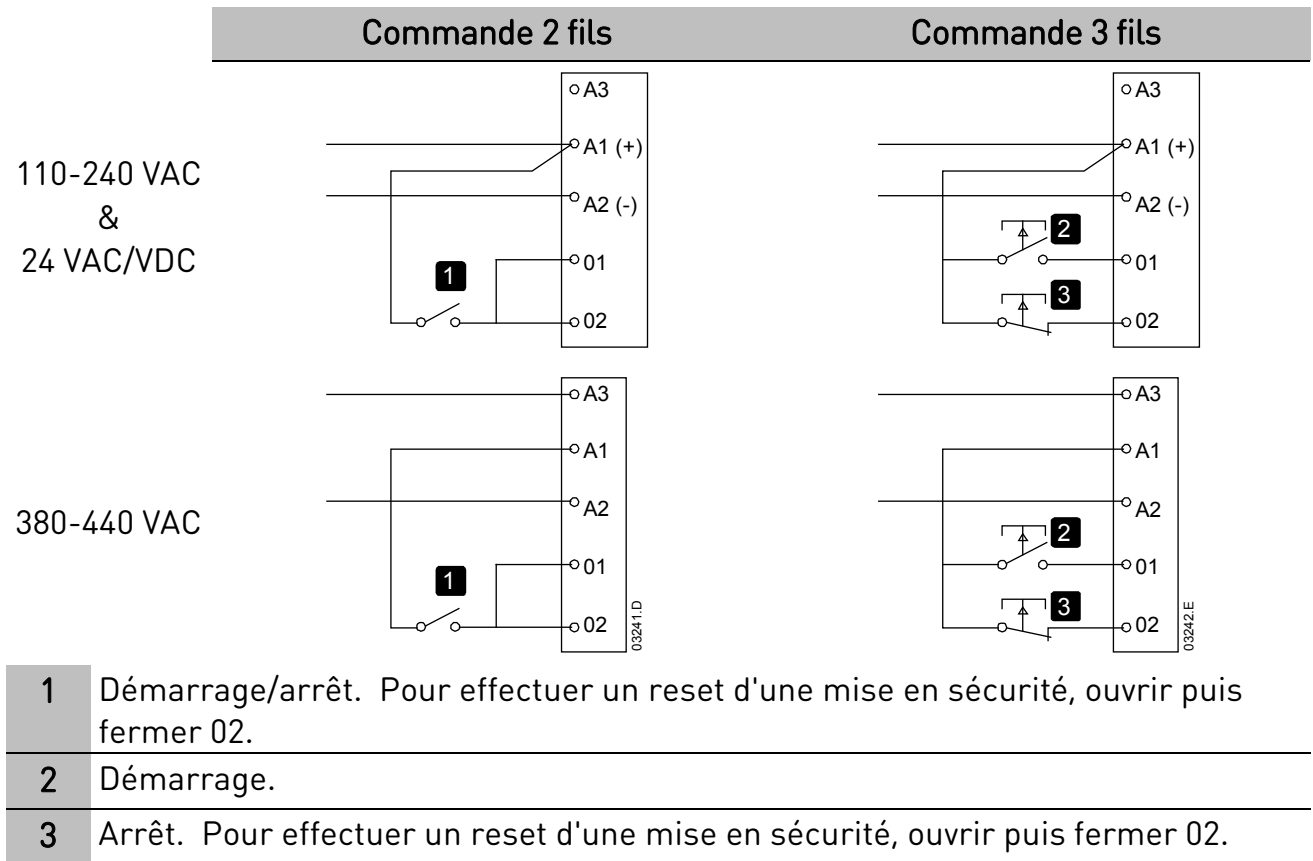 Commande 2 fils
Commande 3 fils
110-240 VAC
&
24 VAC/VDC
A3
A1 (+)
A2 (-)
1
01
02
A3
A1 (+)
A2 (-)
2
01
3
02
380-440 VAC
A3
A1
A2
1
01
02
03241.D
A3
A1
A2
2
01
3
02
03242.E
1 Démarrage/arrêt. Pour effectuer un reset d'une mise en sécurité, ouvrir puis
fermer 02.
2 Démarrage.
3 Arrêt. Pour effectuer un reset d'une mise en sécurité, ouvrir puis fermer 02.